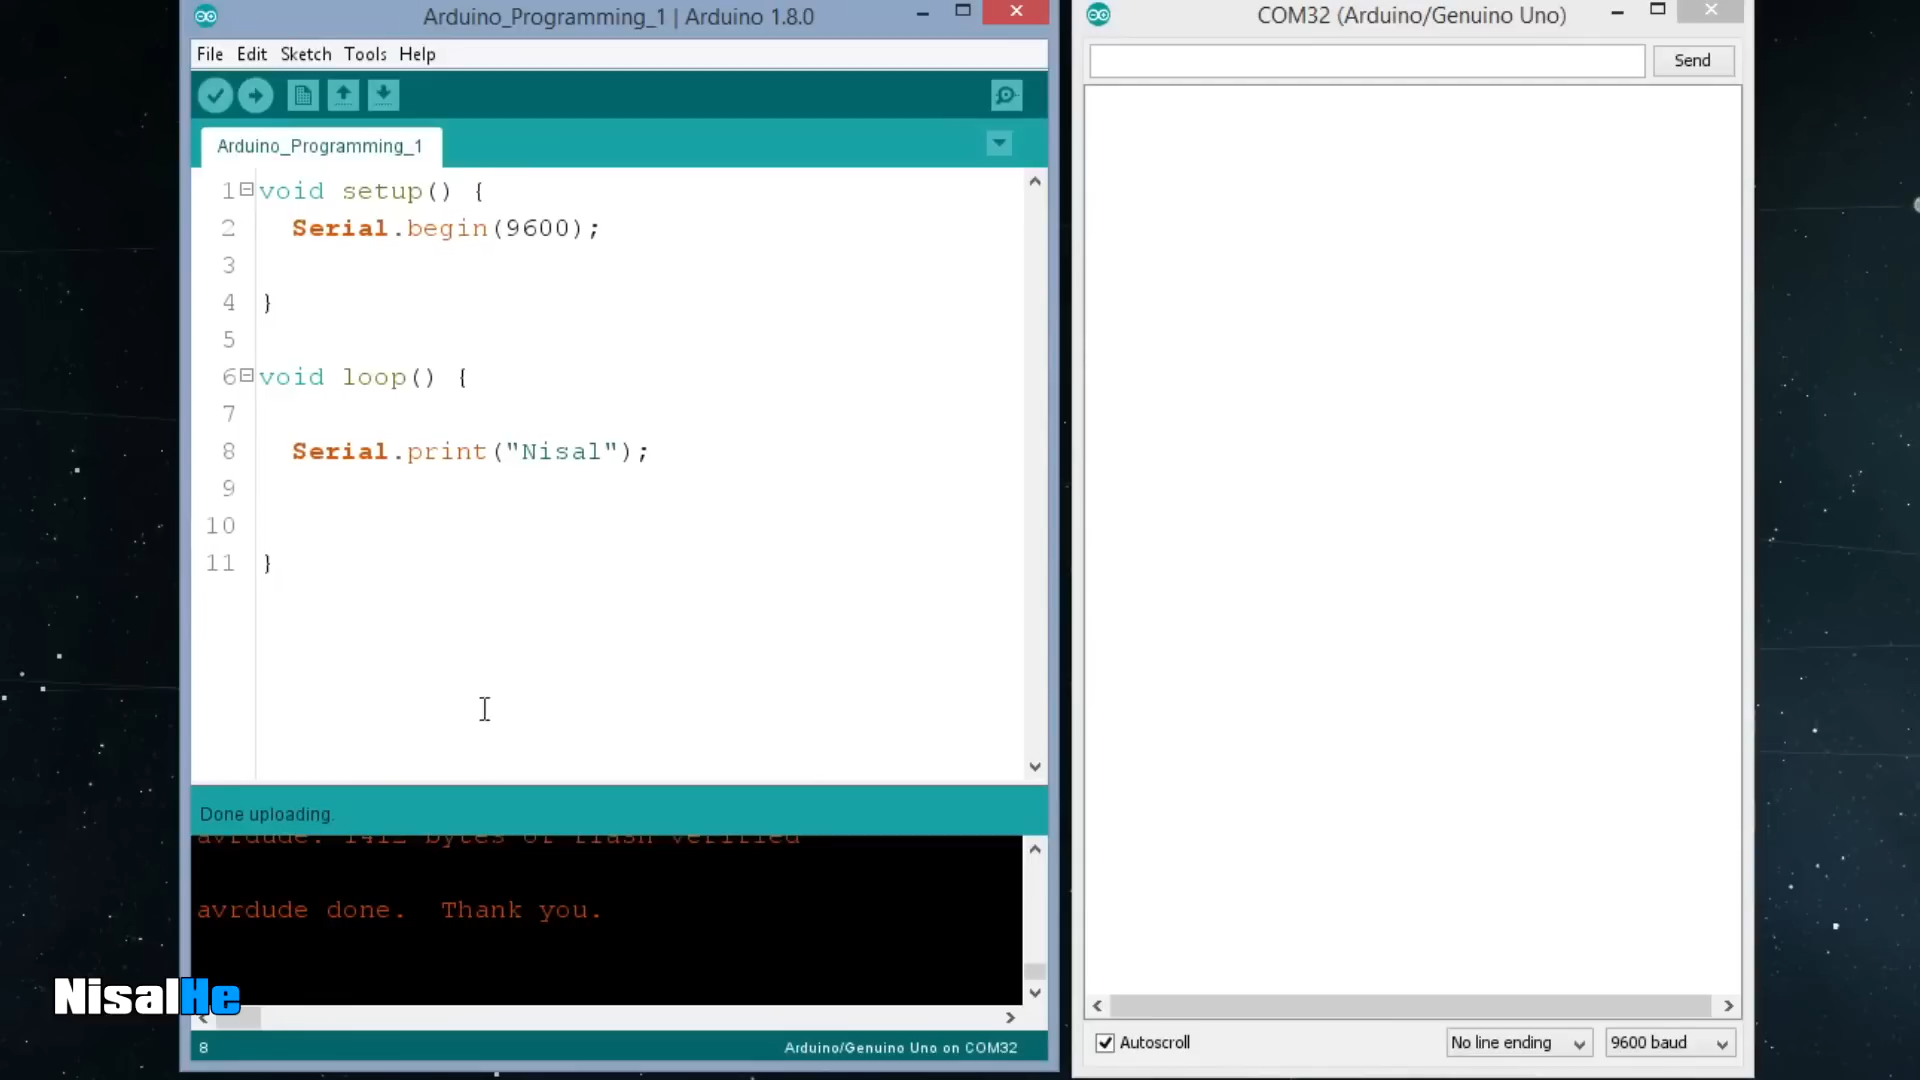 Arduino_Programming_1 | Arduino 1.8.0
File Edit Sketch Tools Help
Arduino_Programming_1
1 void setup() {
2 Serial.begin(9600);
3
4 }
5
6 void loop() {
7
8 Serial.print("Nisal");
9
10
11 }
Done uploading.
avrdude: 1412 bytes of flash verified
avrdude done. Thank you.
8 Arduino/Genuino Uno on COM32
COM32 (Arduino/Genuino Uno)
Send
Autoscroll No line ending 9600 baud
NisalHe